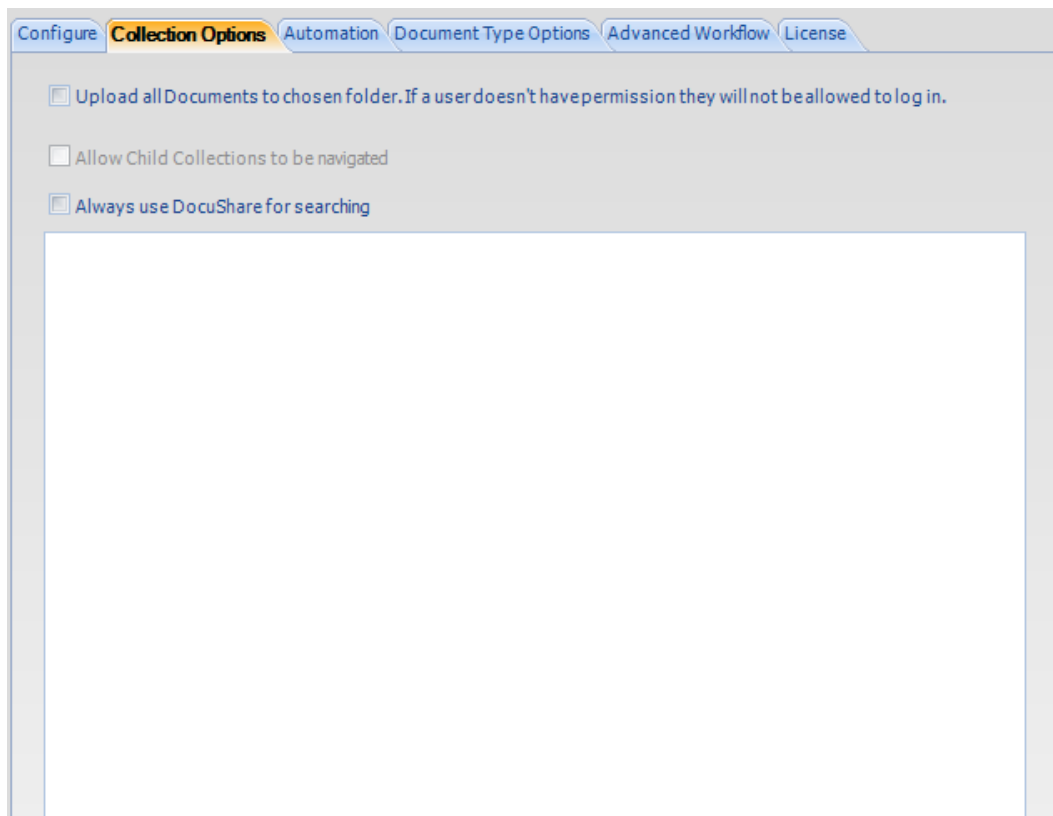 Configure Collection Options Automation Document Type Options Advanced Workflow License
Upload all Documents to chosen folder. If a user doesn't have permission they will not be allowed to log in.
Allow Child Collections to be navigated
Always use DocuShare for searching